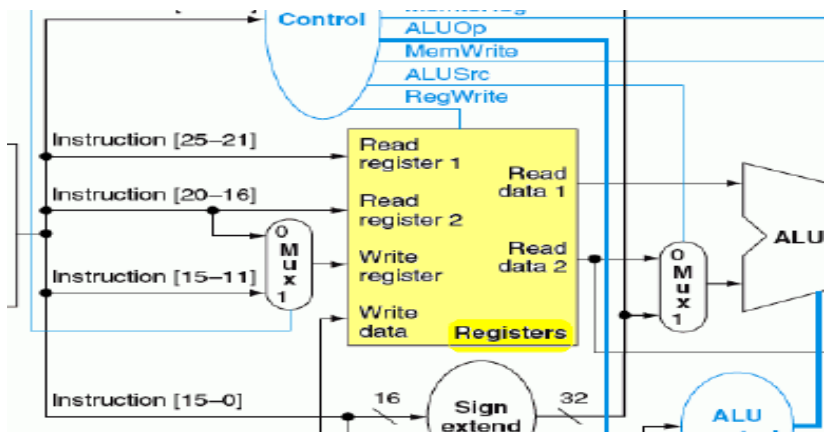 Control
ALUOp
MemWrite
ALUSrc
RegWrite
Instruction [25–21]
Read
register 1
Read
data 1
Instruction [20–16]
Read
register 2
0
M
u
x
1
Write
register
Read
data 2
0
M
u
x
1
ALU
Instruction [15–11]
Write
data
Registers
Instruction [15–0]
16
Sign
extend
32
ALU